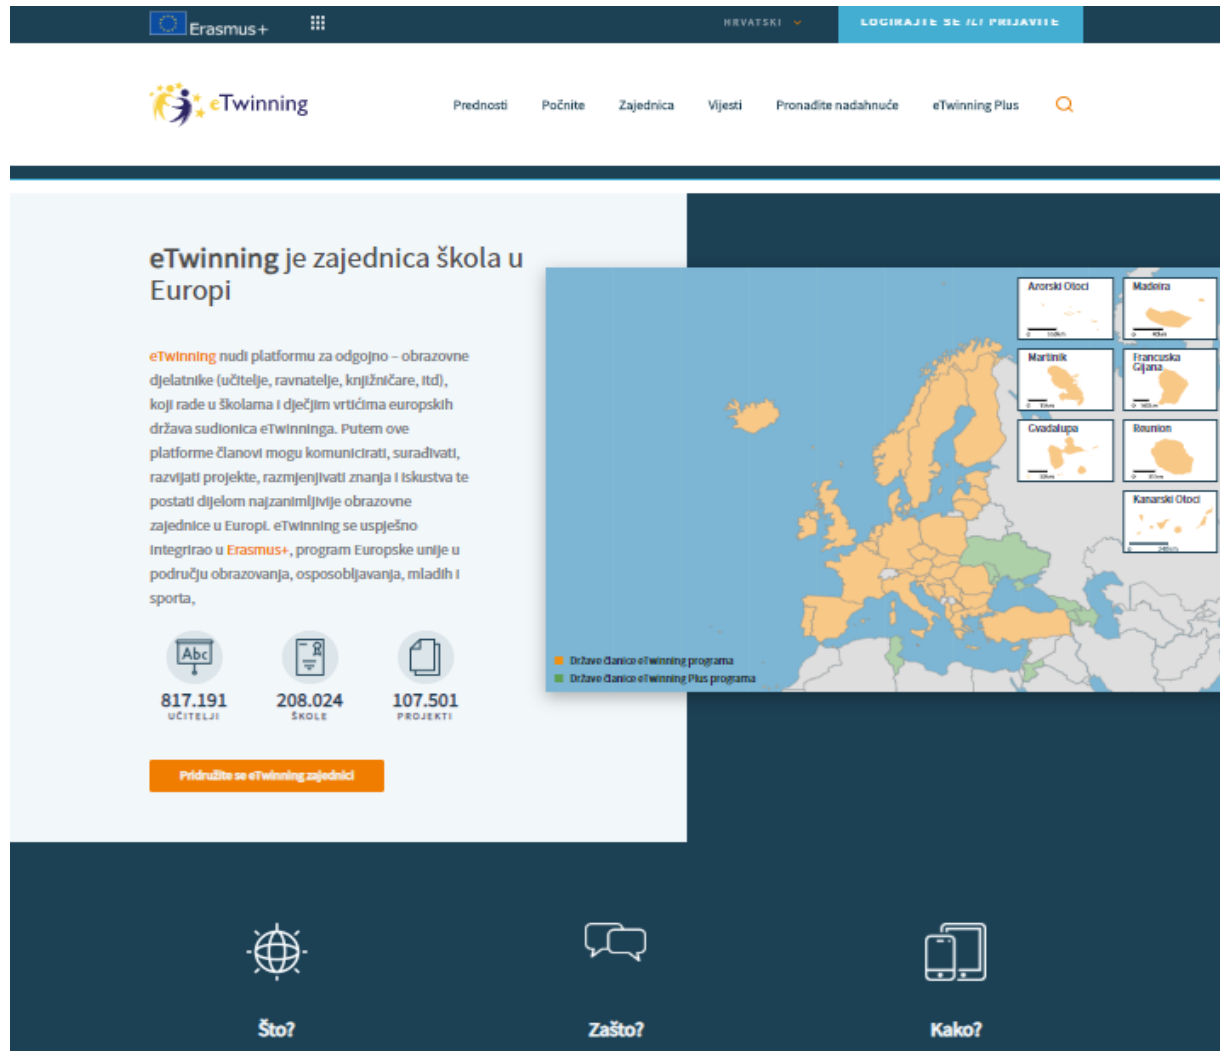 Erasmus+
HRVATSKI
LOGIRAJTE SE ILI PRIJAVITE
eTwinning
Prednosti
Počnite
Zajednica
Vijesti
Pronađite nadahnuće
eTwinning Plus
eTwinning je zajednica škola u
Europi
eTwinning nudi platformu za odgojno – obrazovne
djelatnike (učitelje, ravnatelje, knjižničare, itd),
koji rade u školama i dječjim vrtićima europskih
država sudionica eTwinninga. Putem ove
platforme članovi mogu komunicirati, surađivati,
razvijati projekte, razmjenjivati znanja i iskustva te
postati dijelom najzanimljivije obrazovne
zajednice u Europi. eTwinning se uspješno
integrirao u Erasmus+, program Europske unije u
području obrazovanja, osposobljavanja, mladih i
sporta,
Abc
817.191
UČITELJI
208.024
ŠKOLE
107.501
PROJEKTI
Pridružite se eTwinning zajednici
Azorski Otoci
Madeira
Martinik
Francuska
Gijana
Gvadalupa
Reunion
Kanarski Otoci
Države članice eTwinning programa
Države članice eTwinning Plus programa
Što?
Zašto?
Kako?